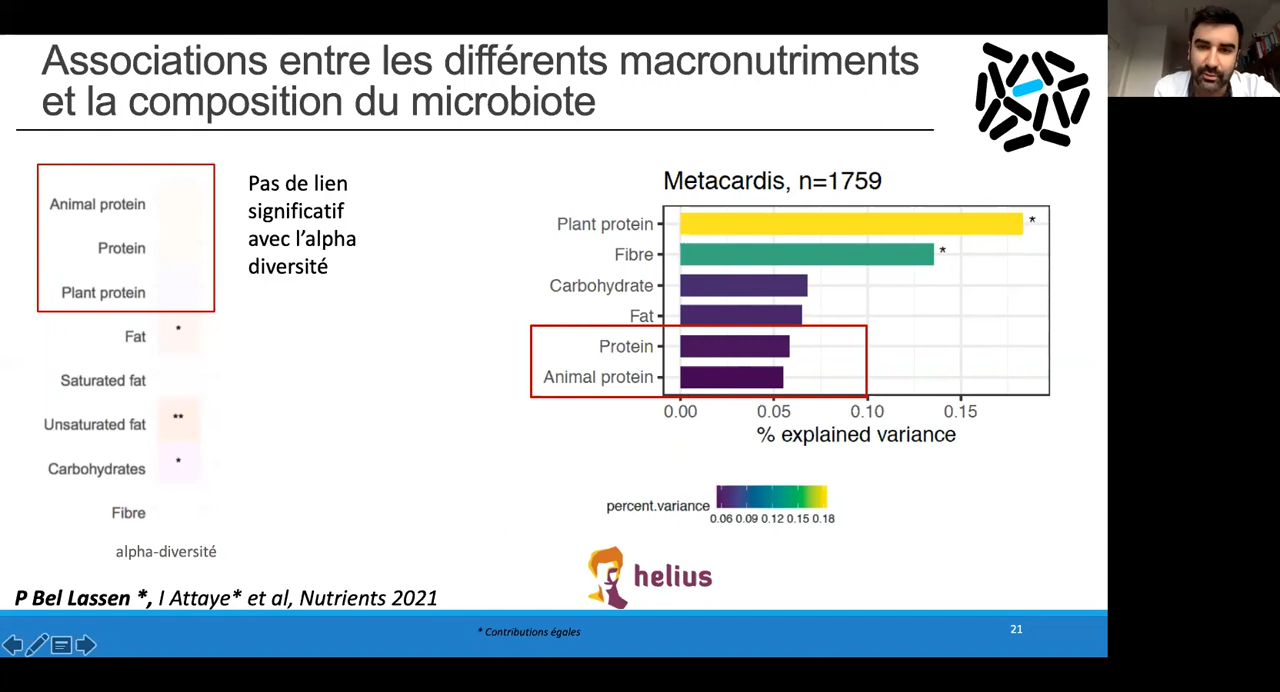 Associations entre les différents macronutriments
et la composition du microbiote
Animal protein
Protein
Plant protein
Fat *
Saturated fat
Unsaturated fat **
Carbohydrates *
Fibre
alpha-diversité
Pas de lien
significatif
avec l’alpha
diversité
Metacardis, n=1759
Plant protein *
Fibre *
Carbohydrate
Fat
Protein
Animal protein
0.00 0.05 0.10 0.15
% explained variance
percent.variance
0.06 0.09 0.12 0.15 0.18
helius
P Bel Lassen *, I Attaye* et al, Nutrients 2021
* Contributions égales
21